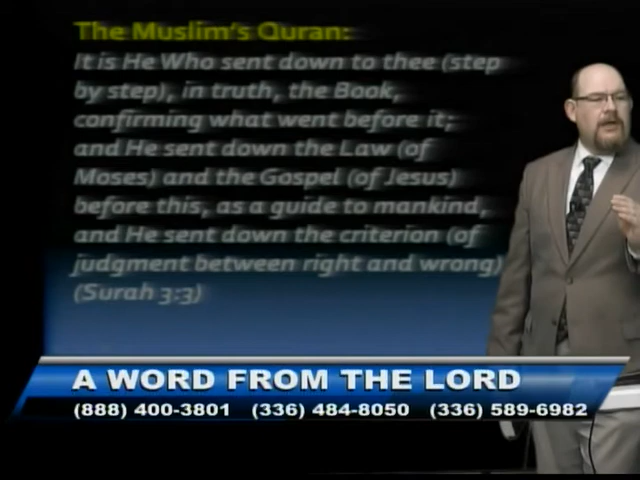 The Muslim's Quran:
It is He Who sent down to thee (step
by step), in truth, the Book,
confirming what went before it;
and He sent down the Law (of
Moses) and the Gospel (of Jesus)
before this, as a guide to mankind,
and He sent down the criterion (of
judgment between right and wrong)
(Surah 3:3)
A WORD FROM THE LORD
(888) 400-3801 (336) 484-8050 (336) 589-6982